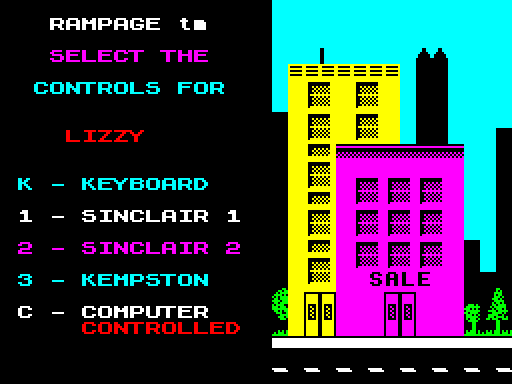 RAMPAGE tm
SELECT THE
CONTROLS FOR
LIZZY
K - KEYBOARD
1 - SINCLAIR 1
2 - SINCLAIR 2
3 - KEMPSTON
C - COMPUTER
CONTROLLED
SALE